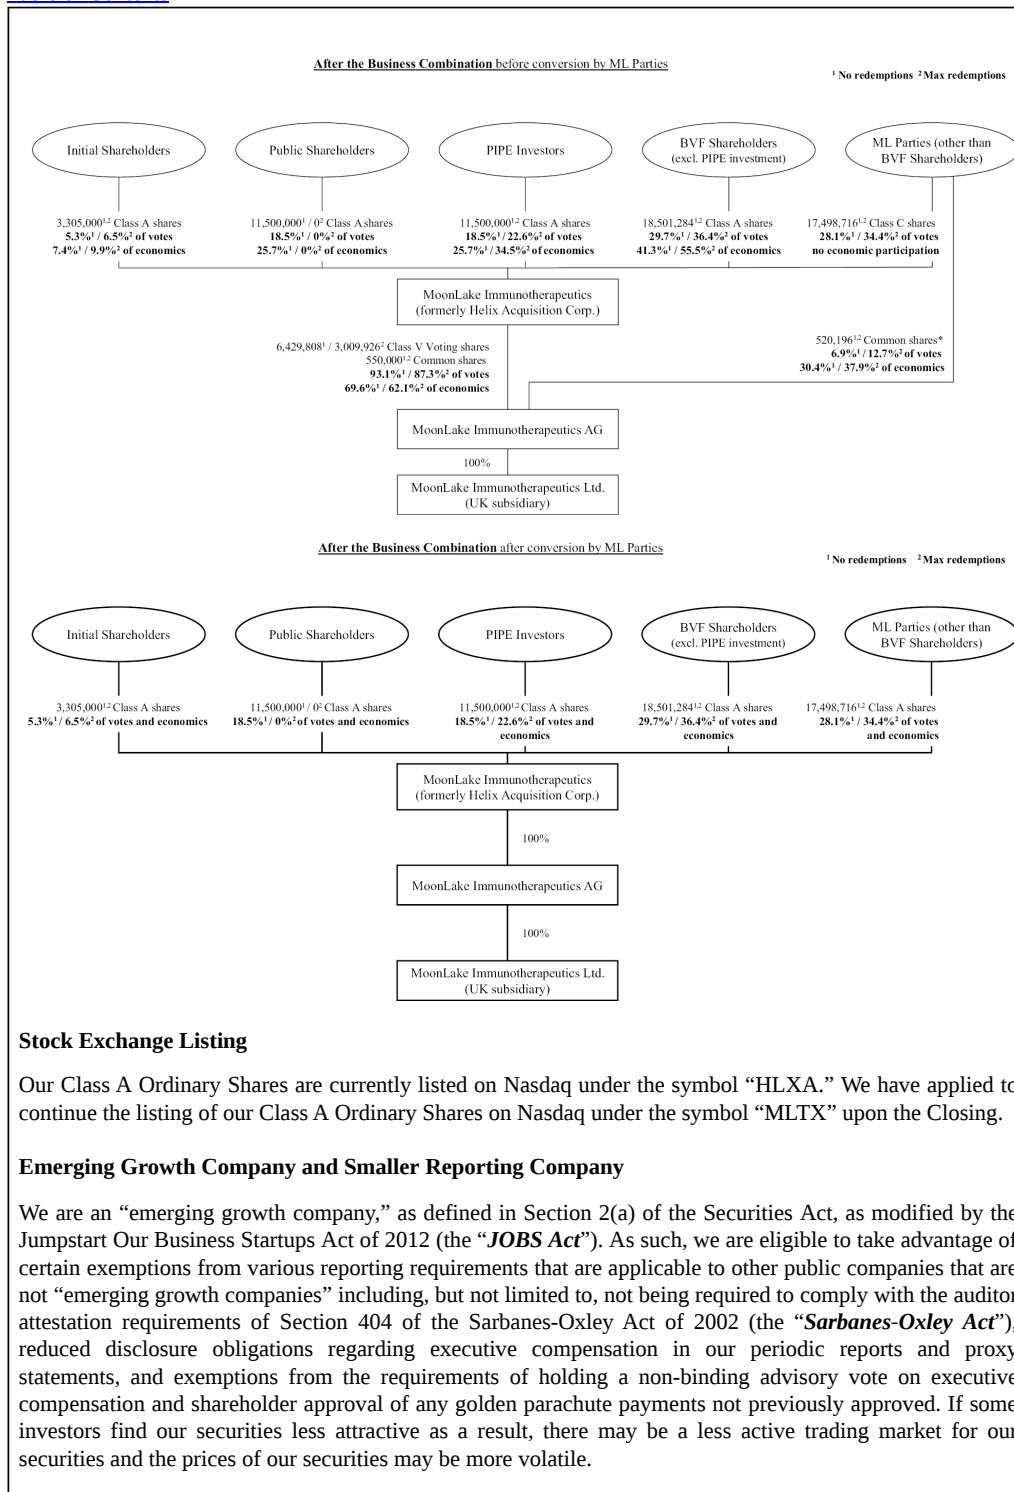 After the Business Combination before conversion by ML Parties
¹ No redemptions ² Max redemptions
Initial Shareholders
Public Shareholders
PIPE Investors
BVF Shareholders
(excl. PIPE investment)
ML Parties (other than
BVF Shareholders)
3,305,000¹,² Class A shares
5.3%¹ / 6.5%² of votes
7.4%¹ / 9.9%² of economics
11,500,000¹ / 0² Class A shares
18.5%¹ / 0%² of votes
25.7%¹ / 0%² of economics
11,500,000¹,² Class A shares
18.5%¹ / 22.6%² of votes
25.7%¹ / 34.5%² of economics
18,501,284¹,² Class A shares
29.7%¹ / 36.4%² of votes
41.3%¹ / 55.5%² of economics
17,498,716¹,² Class C shares
28.1%¹ / 34.4%² of votes
no economic participation
MoonLake Immunotherapeutics
(formerly Helix Acquisition Corp.)
6,429,808¹ / 3,009,926² Class V Voting shares
550,000¹,² Common shares
93.1%¹ / 87.3%² of votes
69.6%¹ / 62.1%² of economics
520,196¹,² Common shares*
6.9%¹ / 12.7%² of votes
30.4%¹ / 37.9%² of economics
MoonLake Immunotherapeutics AG
100%
MoonLake Immunotherapeutics Ltd.
(UK subsidiary)
After the Business Combination after conversion by ML Parties
¹ No redemptions ² Max redemptions
Initial Shareholders
Public Shareholders
PIPE Investors
BVF Shareholders
(excl. PIPE investment)
ML Parties (other than
BVF Shareholders)
3,305,000¹,² Class A shares
5.3%¹ / 6.5%² of votes and economics
11,500,000¹ / 0² Class A shares
18.5%¹ / 0%² of votes and economics
11,500,000¹,² Class A shares
18.5%¹ / 22.6%² of votes and
economics
18,501,284¹,² Class A shares
29.7%¹ / 36.4%² of votes and
economics
17,498,716¹,² Class A shares
28.1%¹ / 34.4%² of votes
and economics
MoonLake Immunotherapeutics
(formerly Helix Acquisition Corp.)
100%
MoonLake Immunotherapeutics AG
100%
MoonLake Immunotherapeutics Ltd.
(UK subsidiary)
Stock Exchange Listing
Our Class A Ordinary Shares are currently listed on Nasdaq under the symbol “HLXA.” We have applied to
continue the listing of our Class A Ordinary Shares on Nasdaq under the symbol “MLTX” upon the Closing.
Emerging Growth Company and Smaller Reporting Company
We are an “emerging growth company,” as defined in Section 2(a) of the Securities Act, as modified by the
Jumpstart Our Business Startups Act of 2012 (the “JOBS Act”). As such, we are eligible to take advantage of
certain exemptions from various reporting requirements that are applicable to other public companies that are
not “emerging growth companies” including, but not limited to, not being required to comply with the auditor
attestation requirements of Section 404 of the Sarbanes-Oxley Act of 2002 (the “Sarbanes-Oxley Act”),
reduced disclosure obligations regarding executive compensation in our periodic reports and proxy
statements, and exemptions from the requirements of holding a non-binding advisory vote on executive
compensation and shareholder approval of any golden parachute payments not previously approved. If some
investors find our securities less attractive as a result, there may be a less active trading market for our
securities and the prices of our securities may be more volatile.